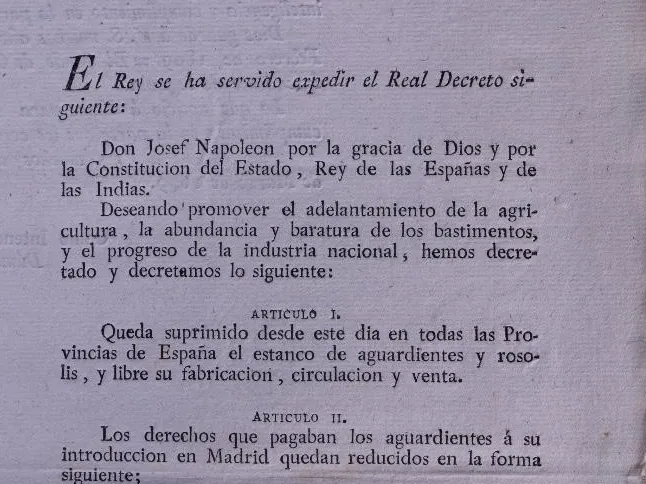 El Rey se ha servido expedir el Real Decreto si-
guiente:
Don Josef Napoleon por la gracia de Dios y por
la Constitucion del Estado, Rey de las Españas y de
las Indias.
Deseando promover el adelantamiento de la agri-
cultura, la abundancia y baratura de los bastimentos,
y el progreso de la industria nacional, hemos decre-
tado y decretamos lo siguiente:
ARTICULO I.
Queda suprimido desde este dia en todas las Pro-
vincias de España el estanco de aguardientes y roso-
lis, y libre su fabricacion, circulacion y venta.
ARTICULO II.
Los derechos que pagaban los aguardientes á su
introduccion en Madrid quedan reducidos en la forma
siguiente;